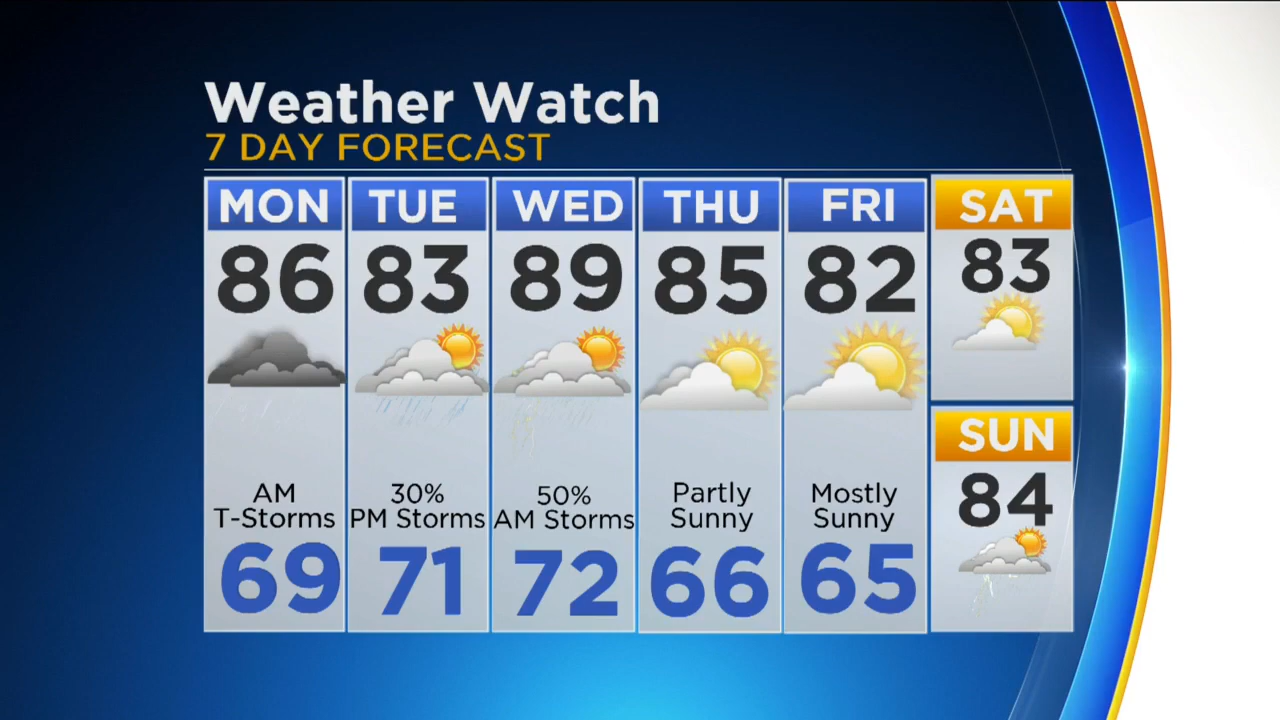 Weather Watch
7 DAY FORECAST
MON
86
AM
T-Storms
69
TUE
83
30%
PM Storms
71
WED
89
50%
AM Storms
72
THU
85
Partly
Sunny
66
FRI
82
Mostly
Sunny
65
SAT
83
SUN
84